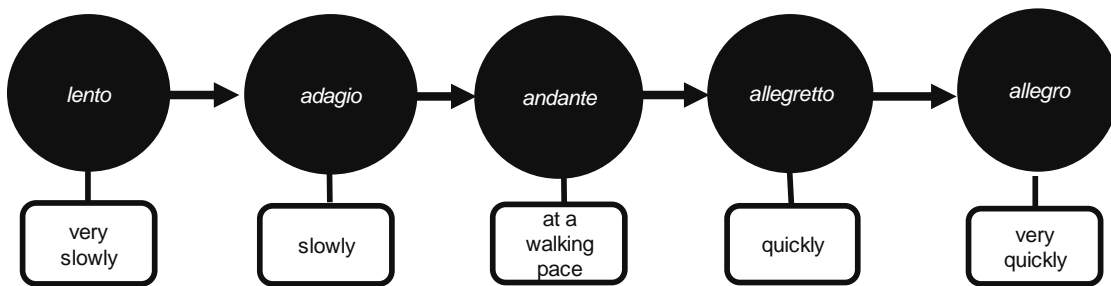 lento
adagio
andante
allegretto
allegro
very
slowly
slowly
at a
walking
pace
quickly
very
quickly